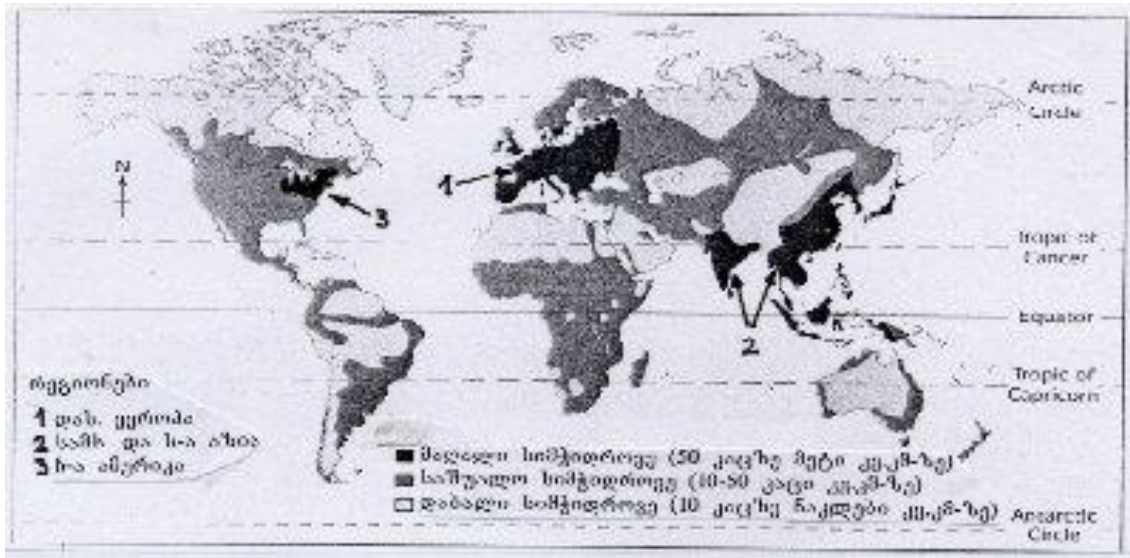 Arctic
Circle
N
1
3
Tropic of
Cancer
2
Equator
Tropic of
Capricorn
რეგიონები
1 დას. ევროპა
2 სამხ. და ს-ა აზია
3 ჩ-ა ამერიკა
მაღალი სიმჭიდროვე (50 კაცზე მეტი კვ.კმ-ზე)
საშუალო სიმჭიდროვე (10-50 კაცი კვ.კმ-ზე)
დაბალი სიმჭიდროვე (10 კაცზე ნაკლები კვ.კმ-ზე)
Antarctic
Circle